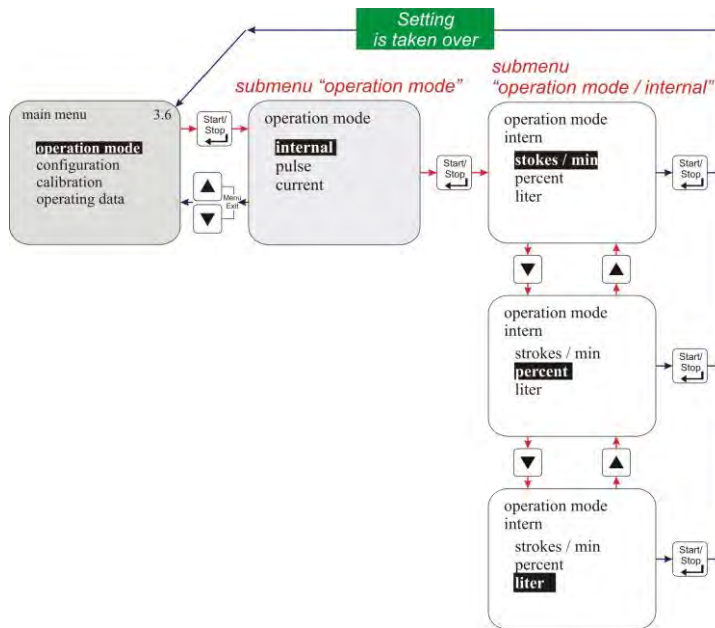 Setting
is taken over
submenu “operation mode”
submenu
“operation mode / internal”
main menu 3.6
operation mode
configuration
calibration
operating data
Start/
Stop
Menu
Exit
operation mode
internal
pulse
current
Start/
Stop
operation mode
intern
stokes / min
percent
liter
Start/
Stop
operation mode
intern
strokes / min
percent
liter
Start/
Stop
operation mode
intern
strokes / min
percent
liter
Start/
Stop